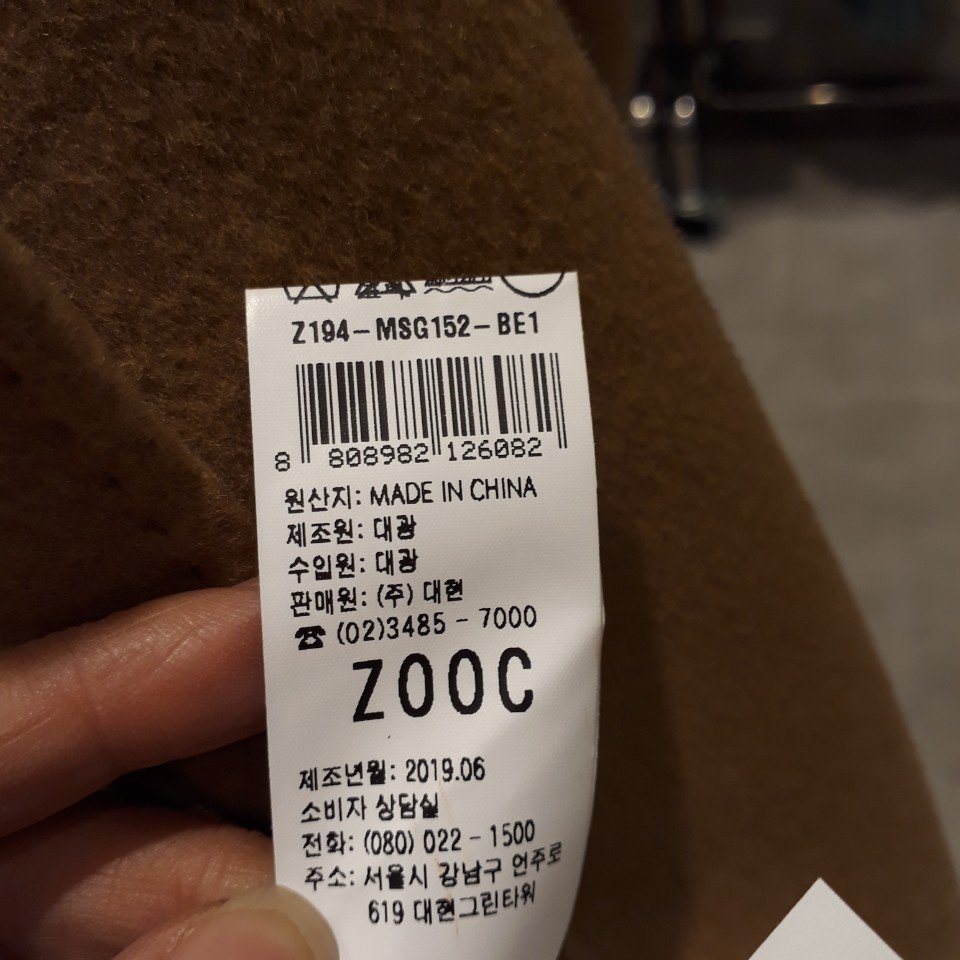 Z194-MSG152-BE1
8 808982 126082
원산지: MADE IN CHINA
제조원: 대광
수입원: 대광
판매원: (주) 대현
☎ (02)3485 - 7000
ZOOC
제조년월: 2019.06
소비자 상담실
전화: (080) 022 - 1500
주소: 서울시 강남구 언주로
619 대현그린타워